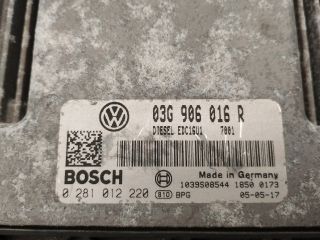 03G 906 016 R
DIESEL EDC16U1 7001
BOSCH
Made in Germany
1039S08544 1850 0173
0 281 012 220
810 BPG
05-05-17